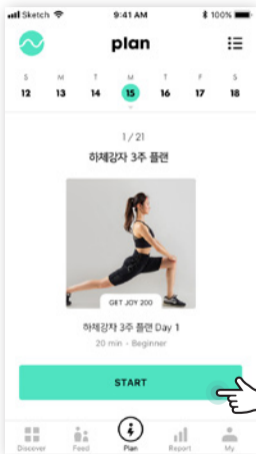 Sketch 9:41 AM 100%
plan
S M T M T F S
12 13 14 15 16 17 18
1 / 21
하체강자 3주 플랜
GET JOY 200
하체강자 3주 플랜 Day 1
20 min - Beginner
START
Discover Feed Plan Report My